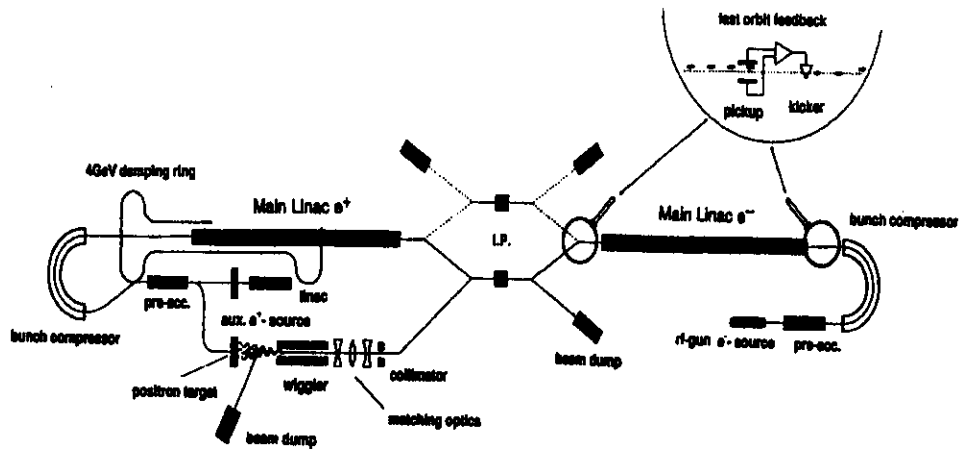 fast orbit feedback
pickup
kicker
4GeV damping ring
Main Linac e⁺
I.P.
Main Linac e⁻
bunch compressor
pre-acc.
linac
aux. e⁺- source
bunch compressor
rf-gun e⁻- source
pre-acc.
beam dump
positron target
wiggler
collimator
matching optics
beam dump